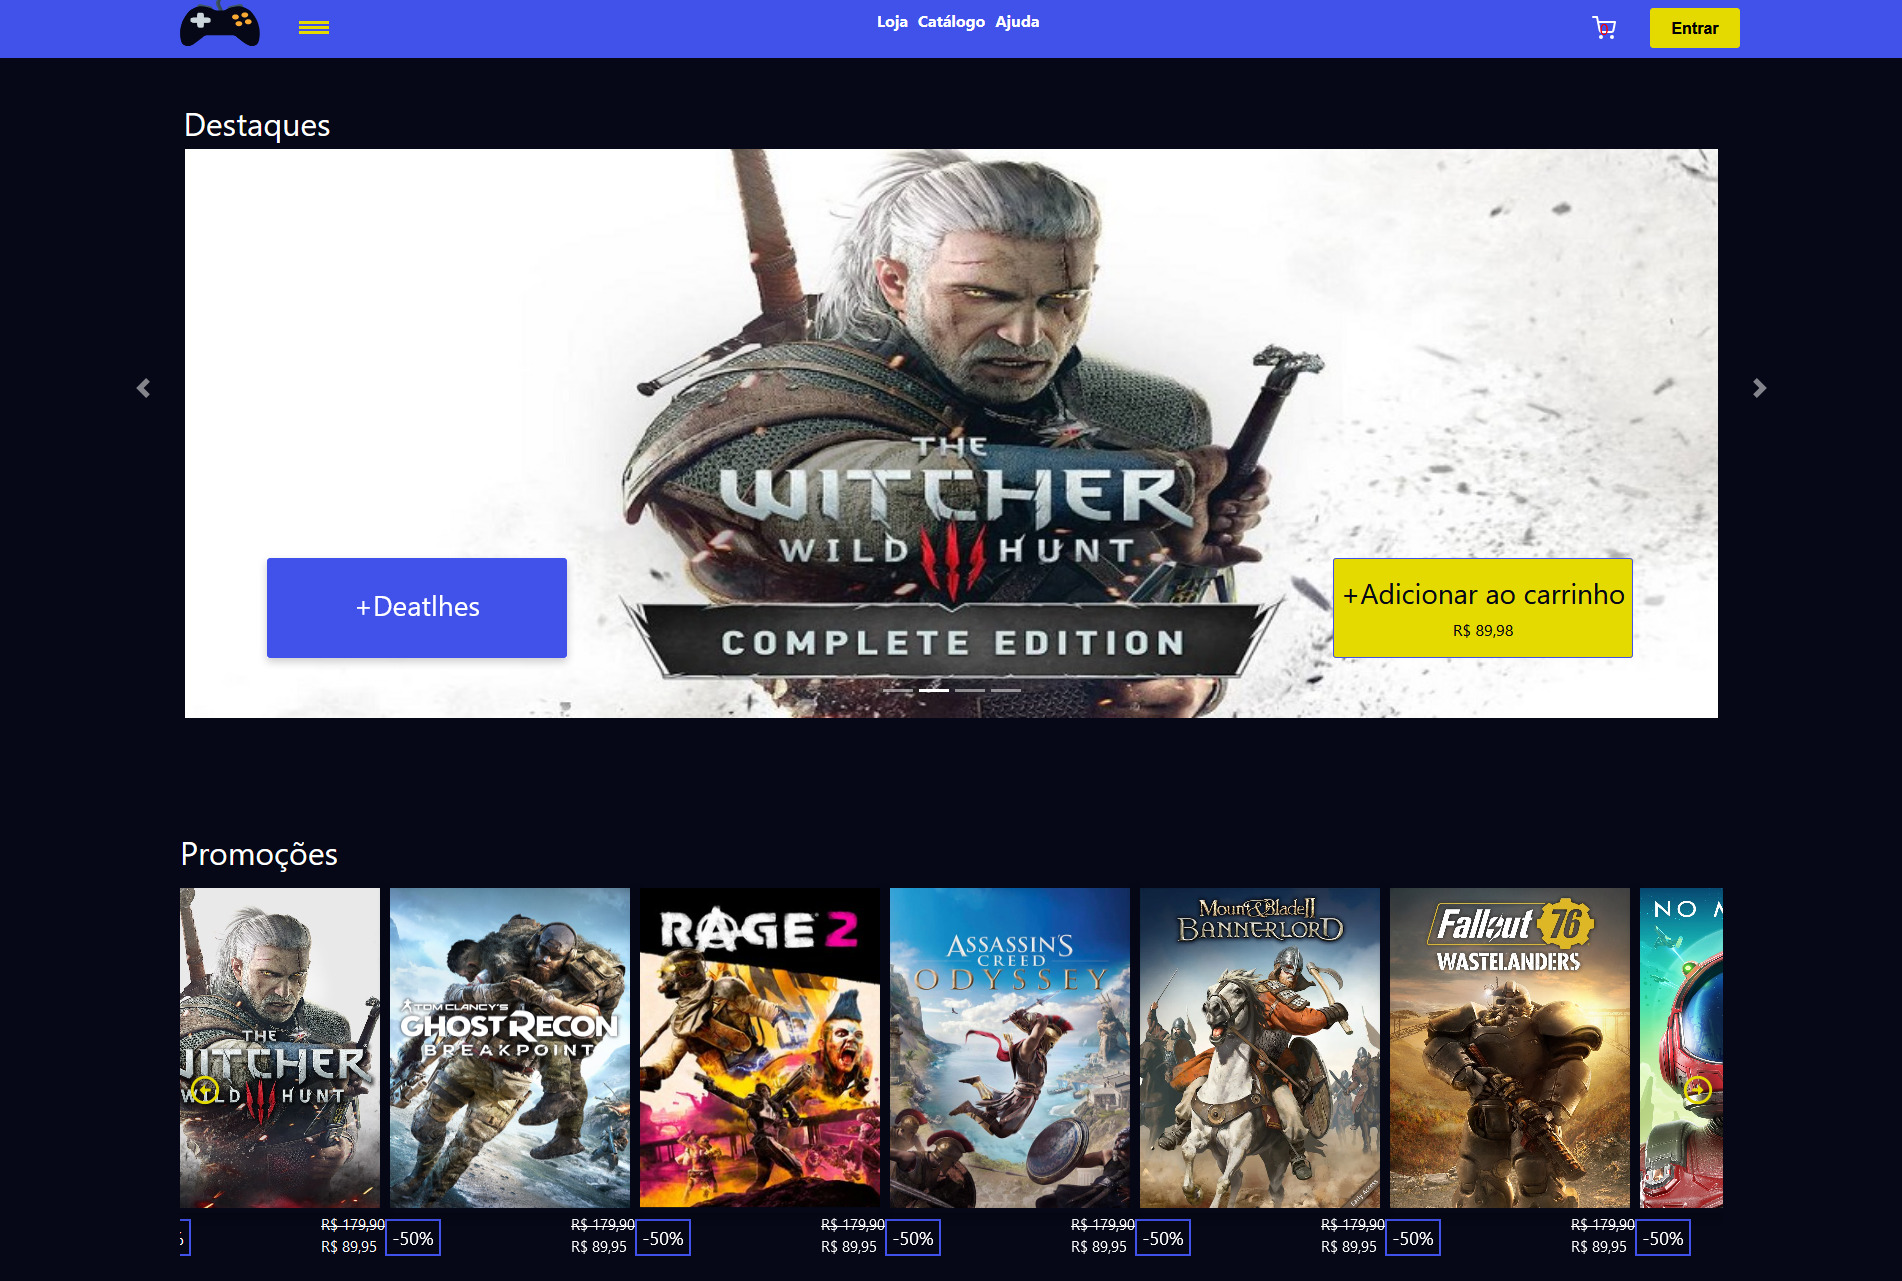 Loja Catálogo Ajuda
Entrar
Destaques
THE
WITCHER
WILD HUNT
COMPLETE EDITION
+Deatlhes
+Adicionar ao carrinho
R$ 89,98
Promoções
THE
WITCHER
WILD HUNT
TOM CLANCY'S
GHOST RECON
BREAKPOINT
RAGE 2
ASSASSIN'S
CREED
ODYSSEY
Mount & Blade II
BANNERLORD
Early Access
Fallout 76
WASTELANDERS
NO M
R$ 179,90
R$ 89,95
-50%
R$ 179,90
R$ 89,95
-50%
R$ 179,90
R$ 89,95
-50%
R$ 179,90
R$ 89,95
-50%
R$ 179,90
R$ 89,95
-50%
R$ 179,90
R$ 89,95
-50%